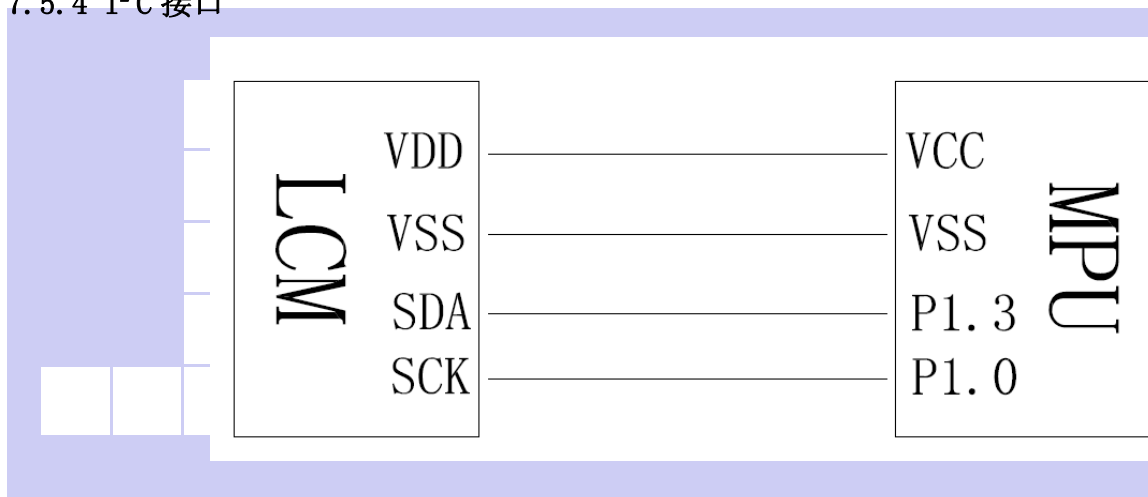 7.5.4 I²C 接口
LCM
VDD
VSS
SDA
SCK
VCC
VSS
P1.3
P1.0
MPU